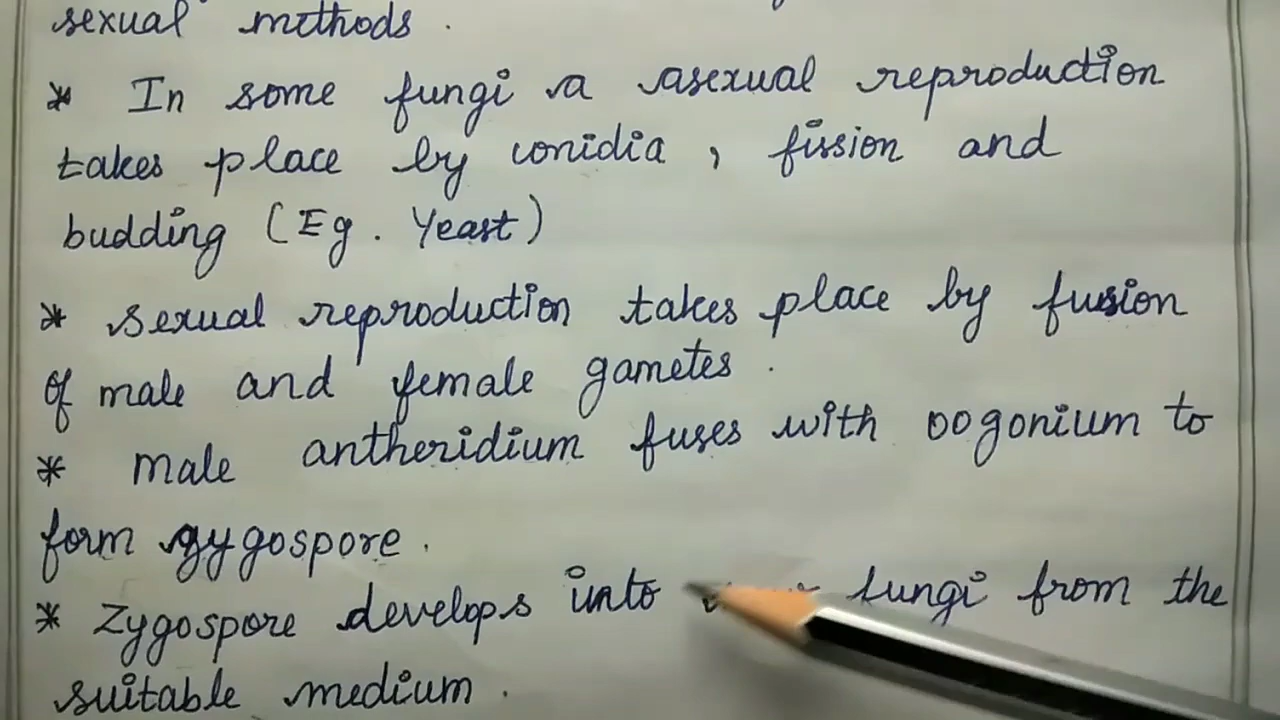 sexual methods.
* In some fungi a asexual reproduction
takes place by conidia, fission and
budding (Eg. Yeast)
* Sexual reproduction takes place by fusion
of male and female gametes.
* Male antheridium fuses with oogonium to
form zygospore.
* Zygospore develops into fungi from the
suitable medium.